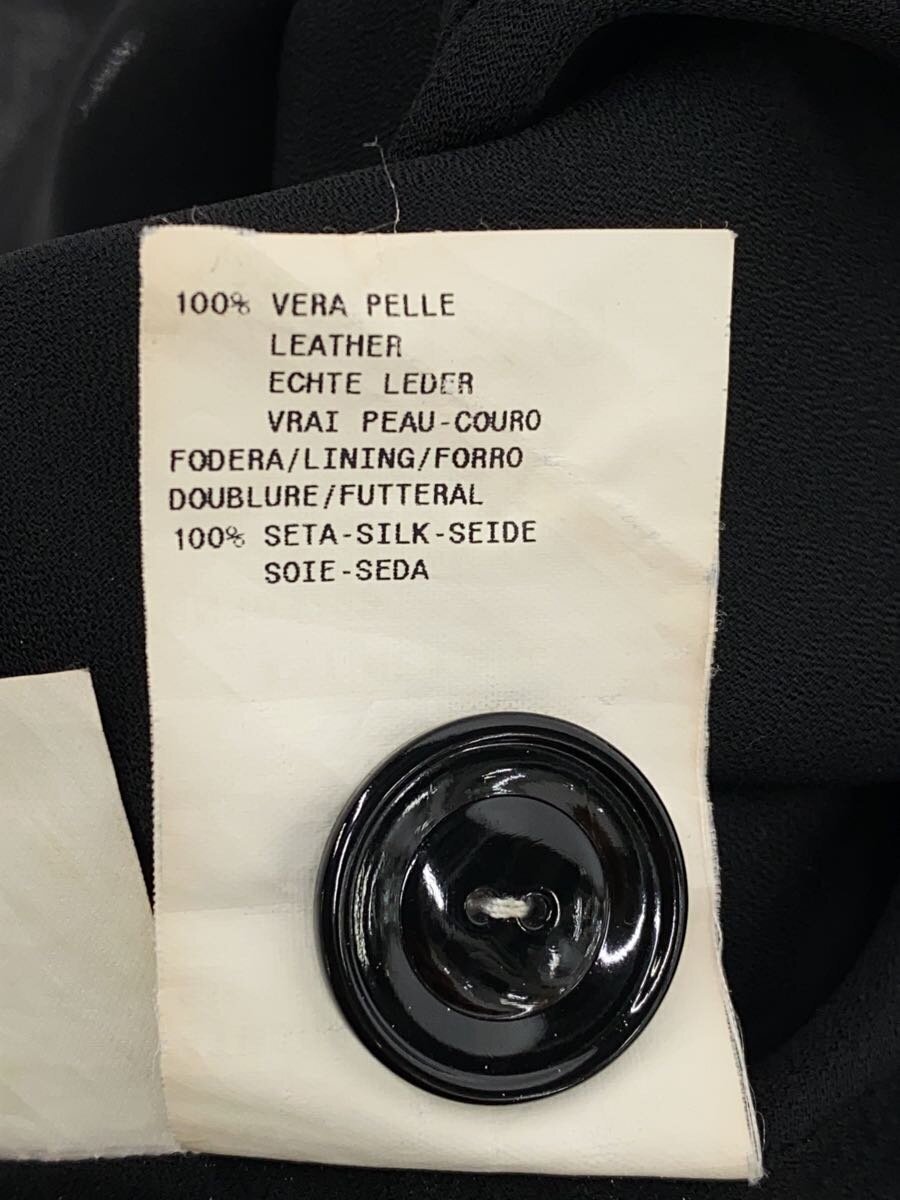 100% VERA PELLE
LEATHER
ECHTE LEDER
VRAI PEAU-COURO
FODERA/LINING/FORRO
DOUBLURE/FUTTERAL
100% SETA-SILK-SEIDE
SOIE-SEDA